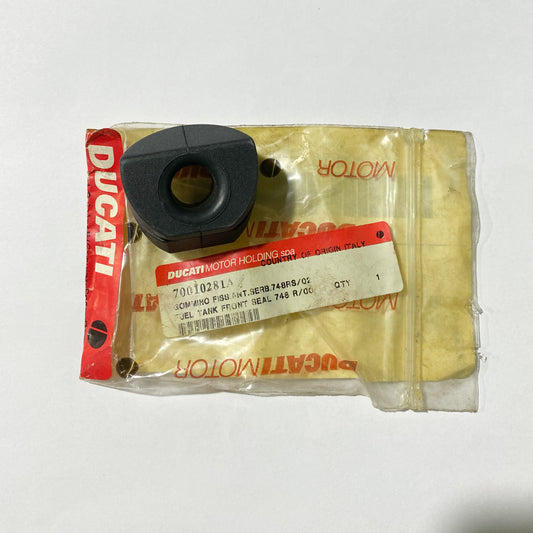 DUCATI
MOTOR
DUCATI
DUCATI MOTOR HOLDING spa
COUNTRY OF ORIGIN ITALY
70010281A
GOMMINO FISS.ANT.SERB.748RS/02
FUEL TANK FRONT SEAL 748 R/00
QTY 1
DUCATI MOTOR